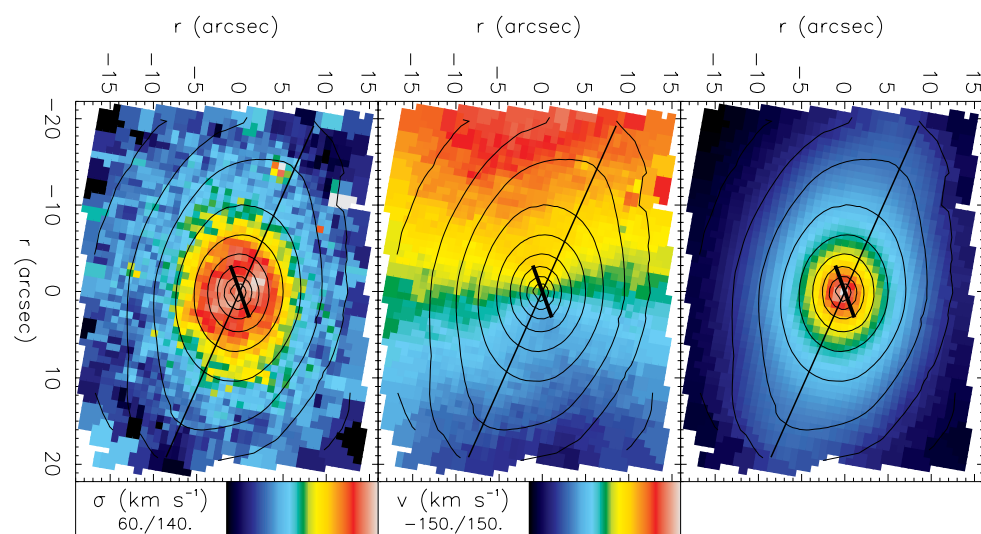 r (arcsec) r (arcsec) r (arcsec)
−15 −10 −5 0 5 10 15 −15 −10 −5 0 5 10 15 −15 −10 −5 0 5 10 15
−20
−10
0
10
20
r (arcsec)
σ (km s⁻¹)
60./140.
v (km s⁻¹)
−150./150.